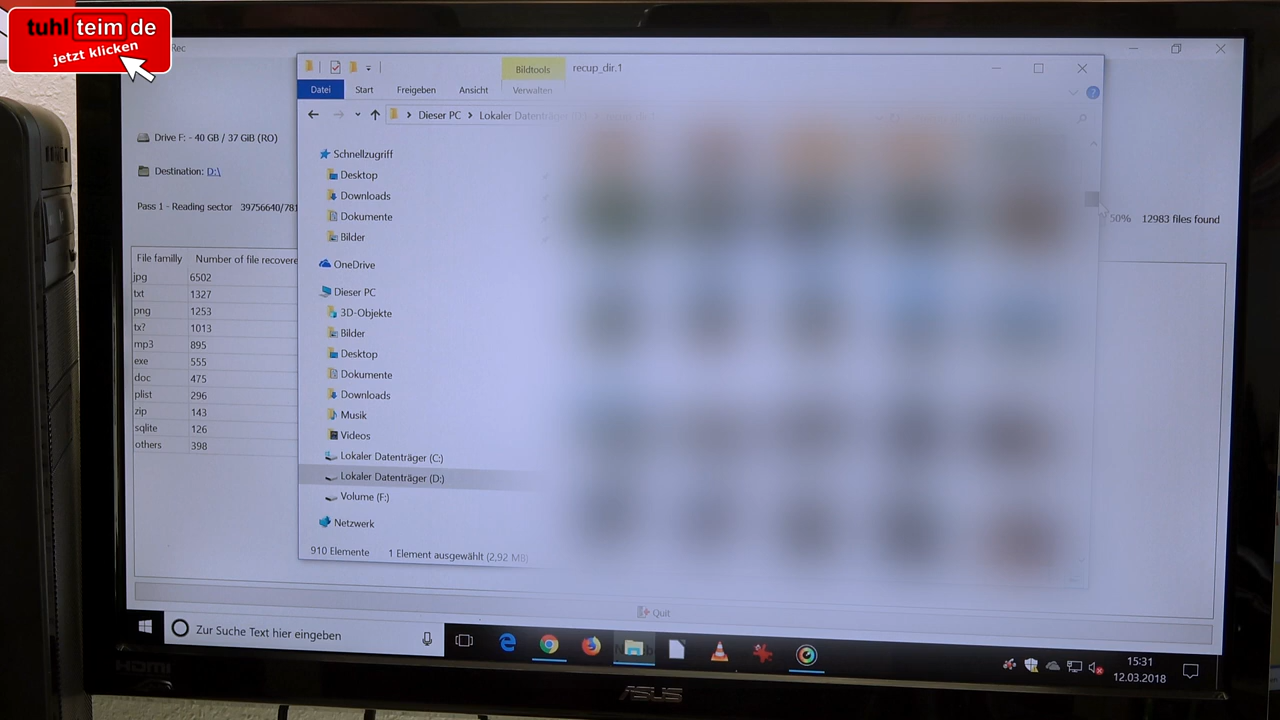 tuhl teim de
jetzt klicken
Rec
Drive F: - 40 GB / 37 GiB (RO)
Destination: D:\
Pass 1 - Reading sector 39756640/781
50% 12983 files found
File familly Number of file recovere
jpg 6502
txt 1327
png 1253
tx? 1013
mp3 895
exe 555
doc 475
plist 296
zip 143
sqlite 126
others 398
Bildtools recup_dir.1
Datei Start Freigeben Ansicht Verwalten
Dieser PC Lokaler Datenträger (D:)
Schnellzugriff
Desktop
Downloads
Dokumente
Bilder
OneDrive
Dieser PC
3D-Objekte
Bilder
Desktop
Dokumente
Downloads
Musik
Videos
Lokaler Datenträger (C:)
Lokaler Datenträger (D:)
Volume (F:)
Netzwerk
910 Elemente 1 Element ausgewählt (2,92 MB)
Quit
Zur Suche Text hier eingeben
15:31
12.03.2018
HDMI
ASUS